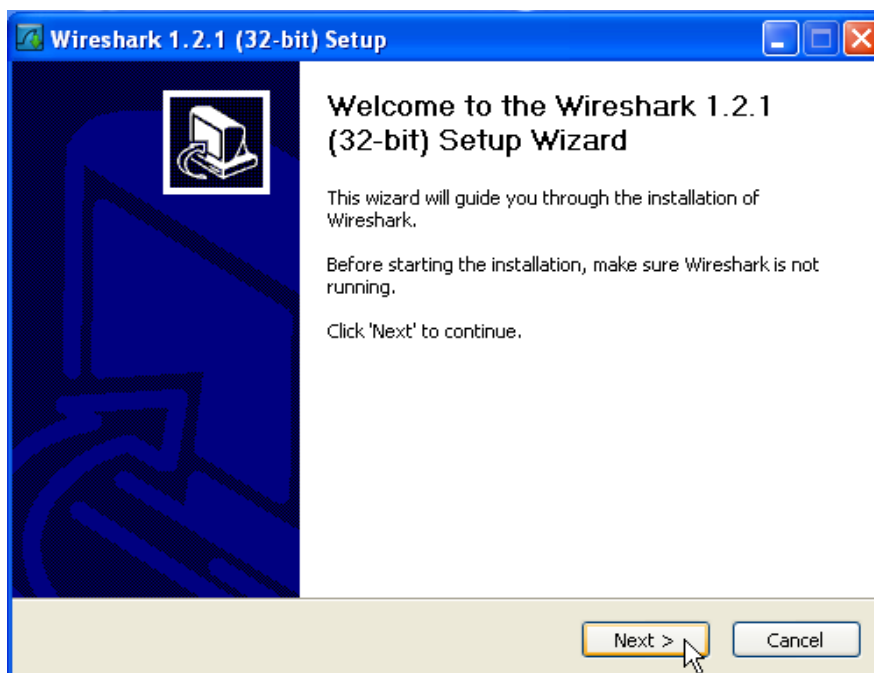 Wireshark 1.2.1 (32-bit) Setup
Welcome to the Wireshark 1.2.1
(32-bit) Setup Wizard
This wizard will guide you through the installation of
Wireshark.
Before starting the installation, make sure Wireshark is not
running.
Click 'Next' to continue.
Next >
Cancel